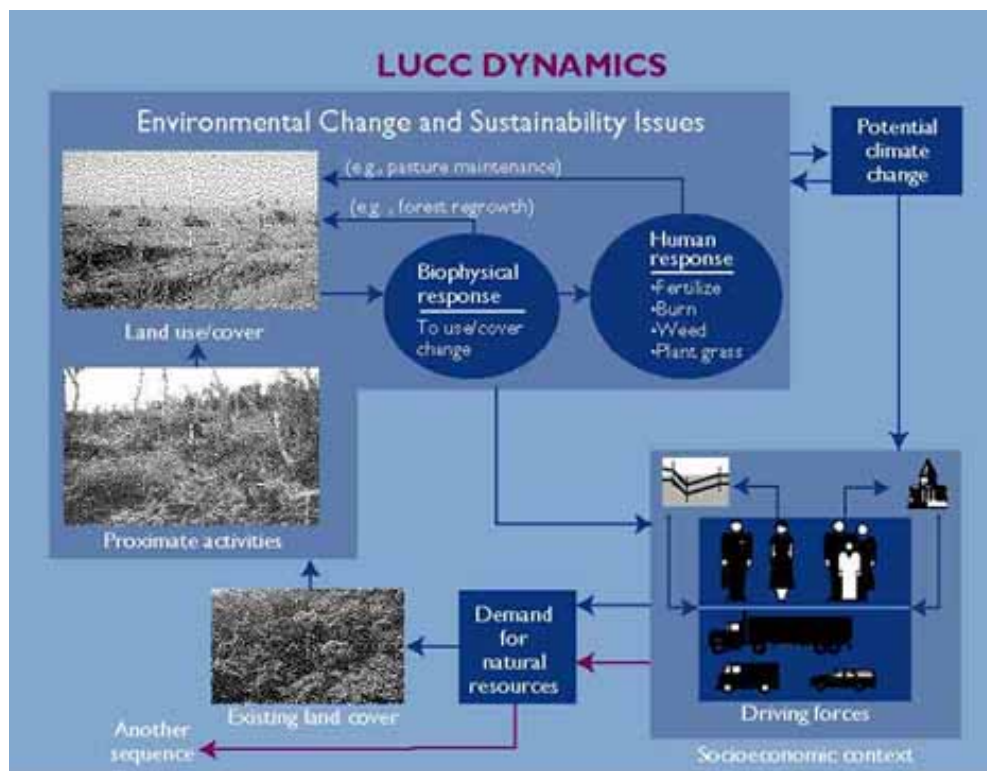 LUCC DYNAMICS
Environmental Change and Sustainability Issues
Potential
climate
change
(e.g., pasture maintenance)
(e.g., forest regrowth)
Biophysical
response
To use/cover
change
Human
response
•Fertilize
•Burn
•Weed
•Plant grass
Land use/cover
Proximate activities
Demand
for
natural
resources
Existing land cover
Driving forces
Another
sequence
Socioeconomic context